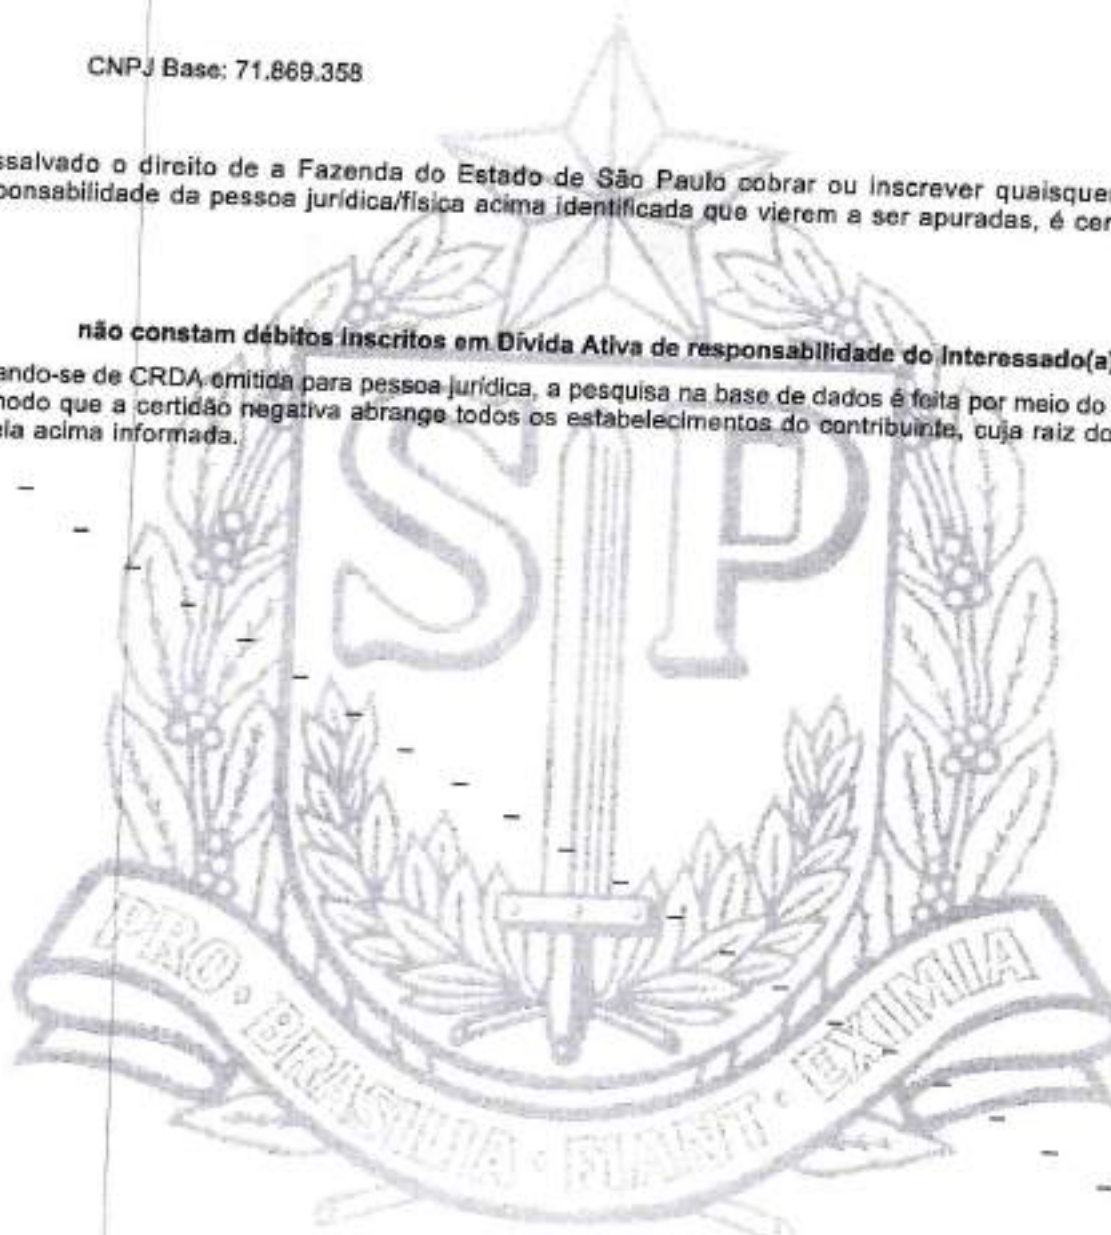 CNPJ Base: 71.869.358
ssalvado o direito de a Fazenda do Estado de São Paulo cobrar ou inscrever quaisquer
ponsabilidade da pessoa jurídica/física acima identificada que vierem a ser apuradas, é cer
não constam débitos inscritos em Dívida Ativa de responsabilidade do Interessado(a)
ando-se de CRDA emitida para pessoa jurídica, a pesquisa na base de dados é feita por meio do
nodo que a certidão negativa abrange todos os estabelecimentos do contribuinte, cuja raiz do
ela acima informada.
SP
PRO · BRASILIA · FIANT · EXIMIA